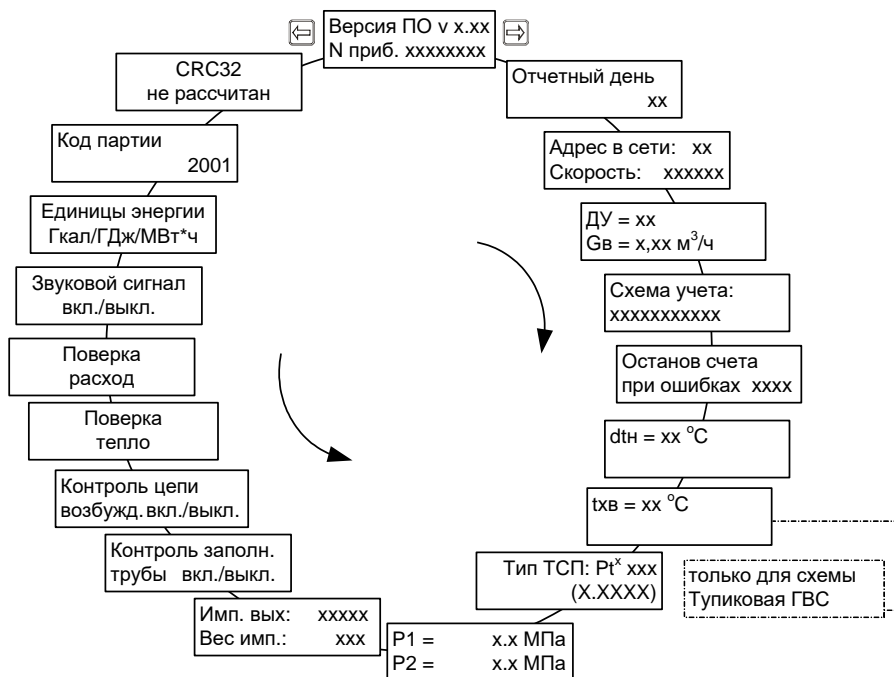 Версия ПО v x.xx
N приб. xxxxxxxx
Отчетный день
xx
Адрес в сети: xx
Скорость: xxxxxx
ДУ = xx
Gв = x,xx м³/ч
Схема учета:
xxxxxxxxxxx
Останов счета
при ошибках xxxx
dtн = xx °C
tхв = xx °C
только для схемы
Тупиковая ГВС
Тип ТСП: Ptˣ xxx
(X.XXXX)
P1 = x.x МПа
P2 = x.x МПа
Имп. вых: xxxxx
Вес имп.: xxx
Контроль заполн.
трубы вкл./выкл.
Контроль цепи
возбужд. вкл./выкл.
Поверка
тепло
Поверка
расход
Звуковой сигнал
вкл./выкл.
Единицы энергии
Гкал/ГДж/МВт*ч
Код партии
2001
CRC32
не рассчитан